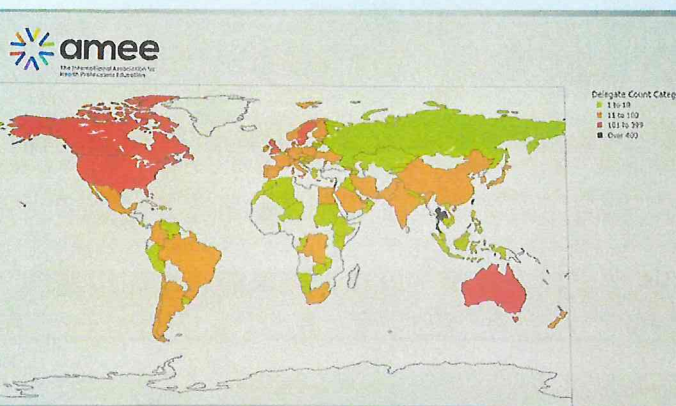 amee
The International Association for
Health Professions Education
Delegate Count Categ
1 to 10
11 to 100
101 to 399
Over 400